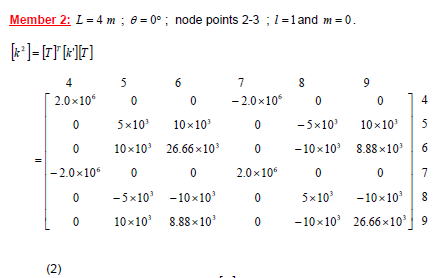 Member 2: L = 4 m ; θ = 0° ; node points 2-3 ; l = 1 and m = 0.
[k²] = [T]ᵀ [k'] [T]
4 5 6 7 8 9
2.0×10⁶ 0 0 −2.0×10⁶ 0 0 4
0 5×10³ 10×10³ 0 −5×10³ 10×10³ 5
0 10×10³ 26.66×10³ 0 −10×10³ 8.88×10³ 6
=
−2.0×10⁶ 0 0 2.0×10⁶ 0 0 7
0 −5×10³ −10×10³ 0 5×10³ −10×10³ 8
0 10×10³ 8.88×10³ 0 −10×10³ 26.66×10³ 9
(2)